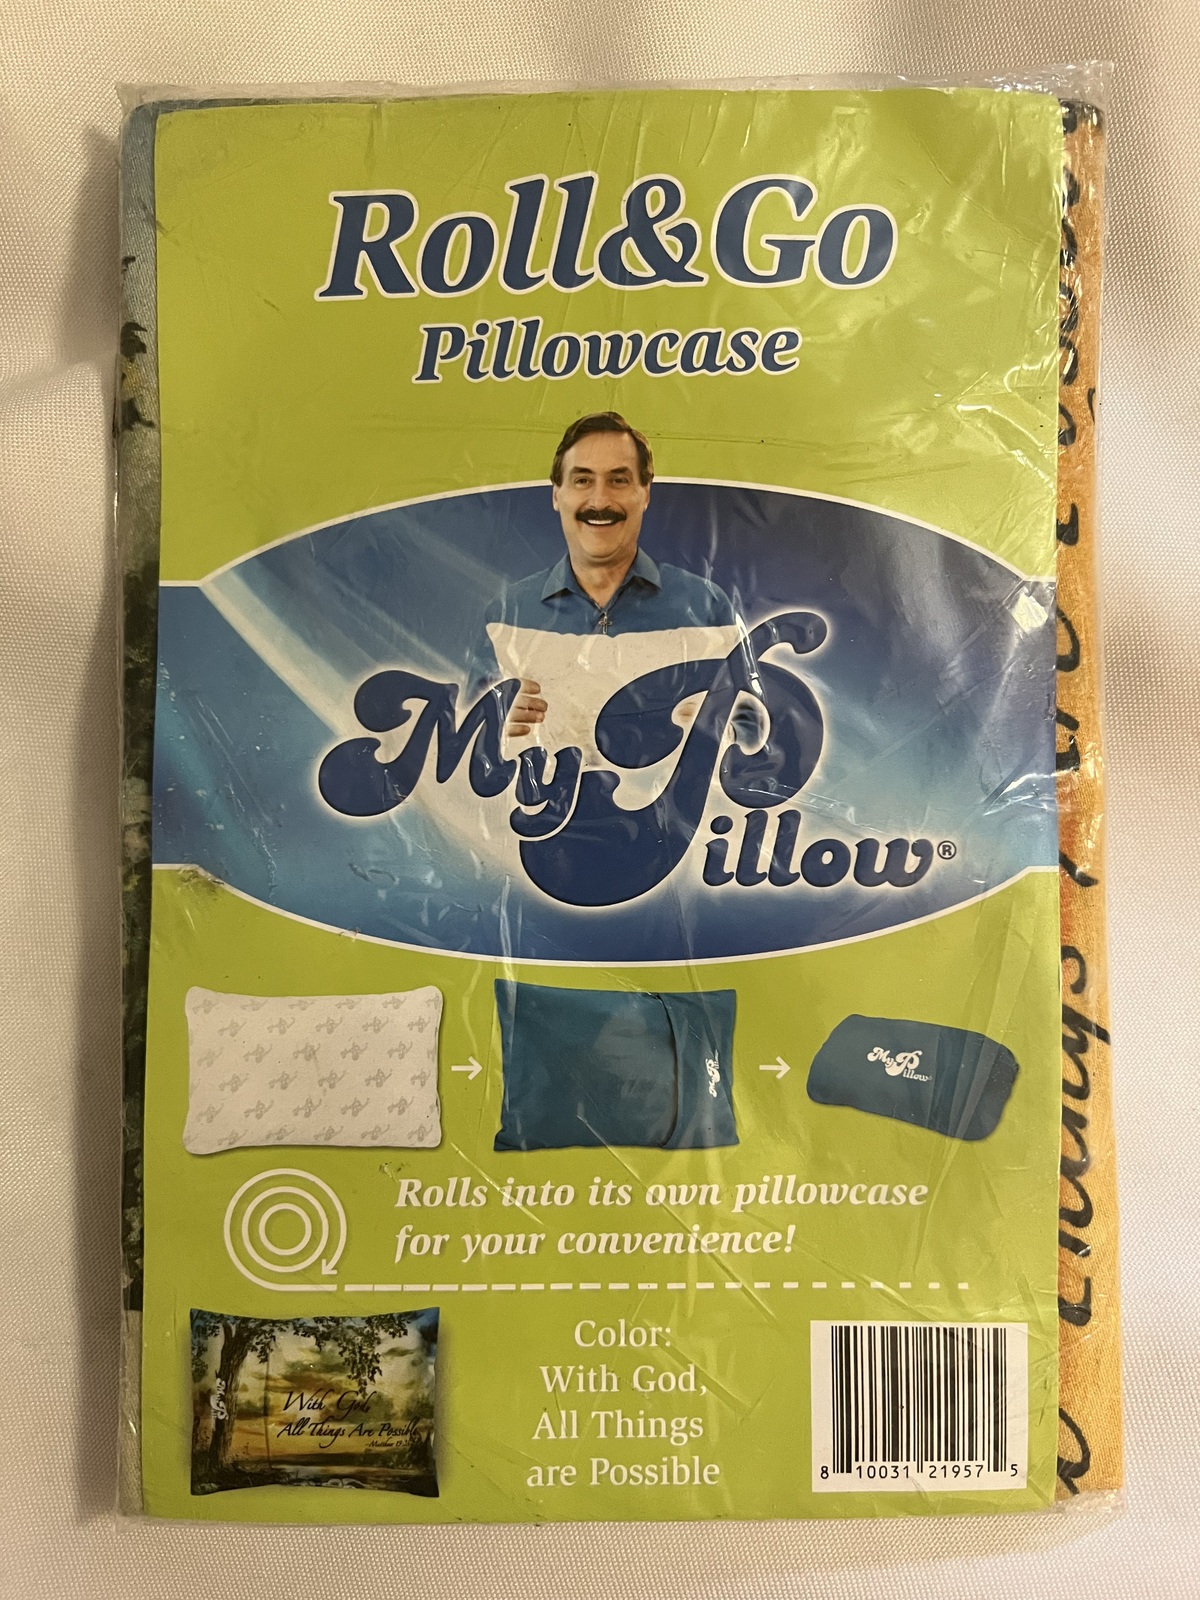 Roll&Go
Pillowcase
MyPillow®
MyPillow
MyPillow
Rolls into its own pillowcase
for your convenience!
With God,
All Things Are Possible
Color:
With God,
All Things
are Possible
8 10031 21957 5